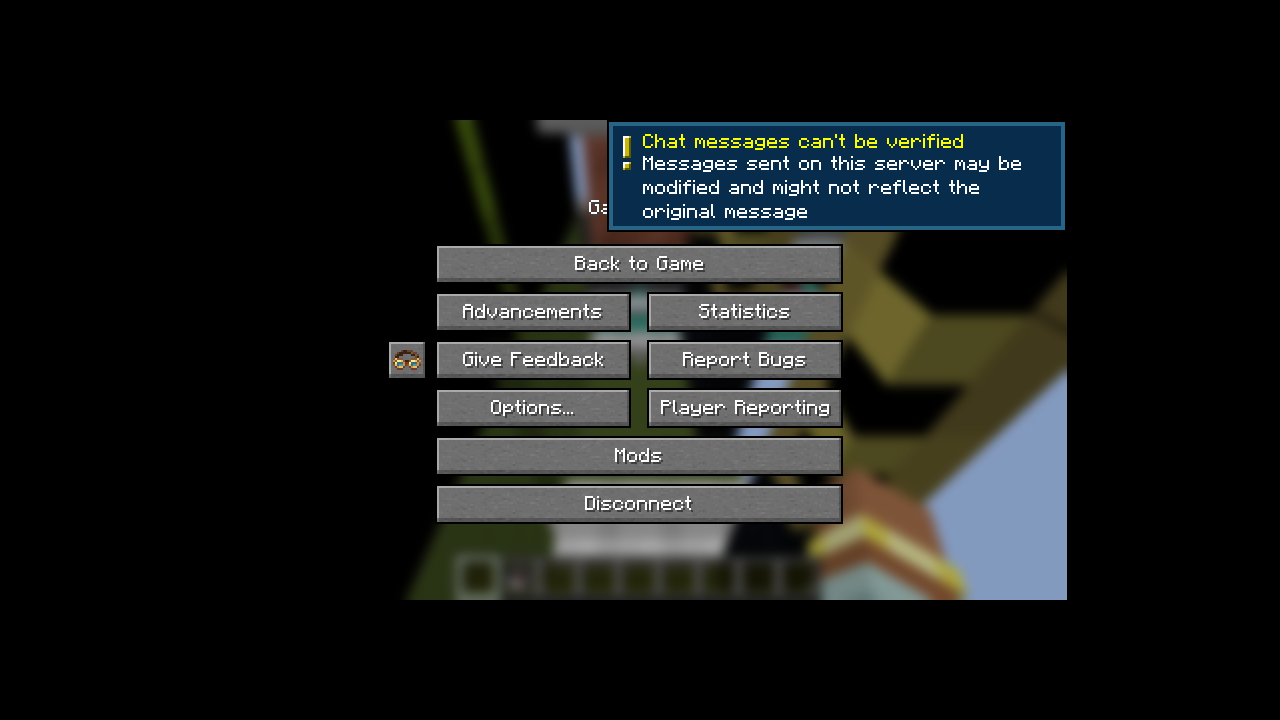 Chat messages can't be verified
Messages sent on this server may be
modified and might not reflect the
original message
Ga
Back to Game
Advancements
Statistics
Give Feedback
Report Bugs
Options...
Player Reporting
Mods
Disconnect